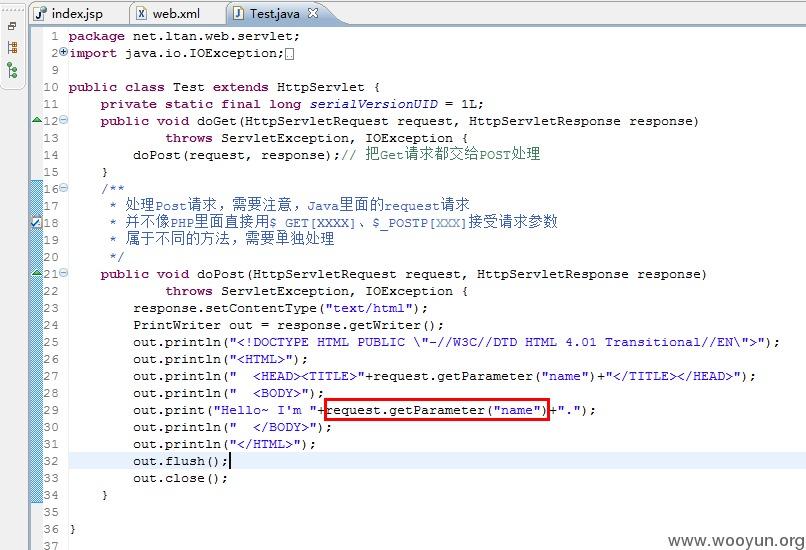 index.jsp web.xml Test.java
1 package net.ltan.web.servlet;
2 import java.io.IOException;
9
10 public class Test extends HttpServlet {
11 private static final long serialVersionUID = 1L;
12 public void doGet(HttpServletRequest request, HttpServletResponse response)
13 throws ServletException, IOException {
14 doPost(request, response);// 把Get请求都交给POST处理
15 }
16 /**
17 * 处理Post请求，需要注意，Java里面的request请求
18 * 并不像PHP里面直接用$_GET[XXXX]、$_POSTP[XXX]接受请求参数
19 * 属于不同的方法，需要单独处理
20 */
21 public void doPost(HttpServletRequest request, HttpServletResponse response)
22 throws ServletException, IOException {
23 response.setContentType("text/html");
24 PrintWriter out = response.getWriter();
25 out.println("<!DOCTYPE HTML PUBLIC \"-//W3C//DTD HTML 4.01 Transitional//EN\">");
26 out.println("<HTML>");
27 out.println("  <HEAD><TITLE>"+request.getParameter("name")+"</TITLE></HEAD>");
28 out.println("  <BODY>");
29 out.print("Hello~ I'm "+request.getParameter("name")+".");
30 out.println("  </BODY>");
31 out.println("</HTML>");
32 out.flush();
33 out.close();
34 }
35
36 }
37
www.wooyun.org